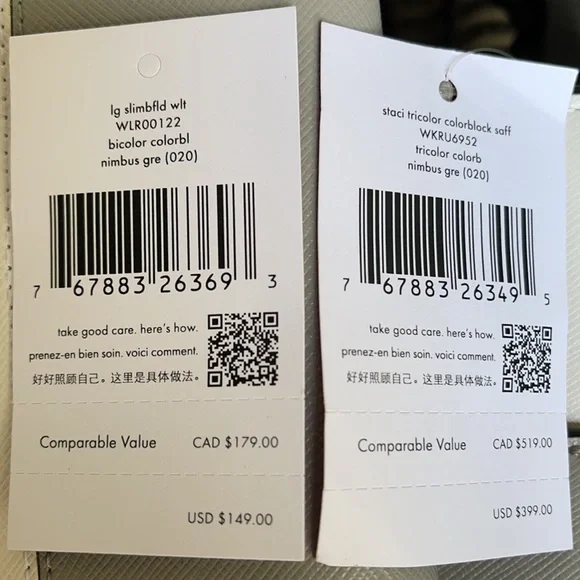 lg slimbfld wlt
WLR00122
bicolor colorbl
nimbus gre (020)
7 67883 26369 3
take good care. here's how.
prenez-en bien soin. voici comment.
好好照顾自己。这里是具体做法。
Comparable Value CAD $179.00
USD $149.00
staci tricolor colorblock saff
WKRU6952
tricolor colorb
nimbus gre (020)
7 67883 26349 5
take good care. here's how.
prenez-en bien soin. voici comment.
好好照顾自己。这里是具体做法。
Comparable Value CAD $519.00
USD $399.00